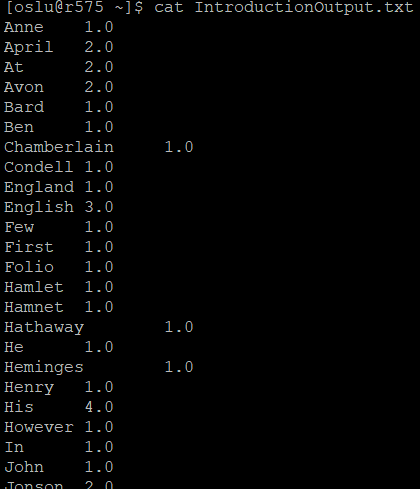 [oslu@r575 ~]$ cat IntroductionOutput.txt
Anne 1.0
April 2.0
At 2.0
Avon 2.0
Bard 1.0
Ben 1.0
Chamberlain 1.0
Condell 1.0
England 1.0
English 3.0
Few 1.0
First 1.0
Folio 1.0
Hamlet 1.0
Hamnet 1.0
Hathaway 1.0
He 1.0
Heminges 1.0
Henry 1.0
His 4.0
However 1.0
In 1.0
John 1.0
Jonson 2.0